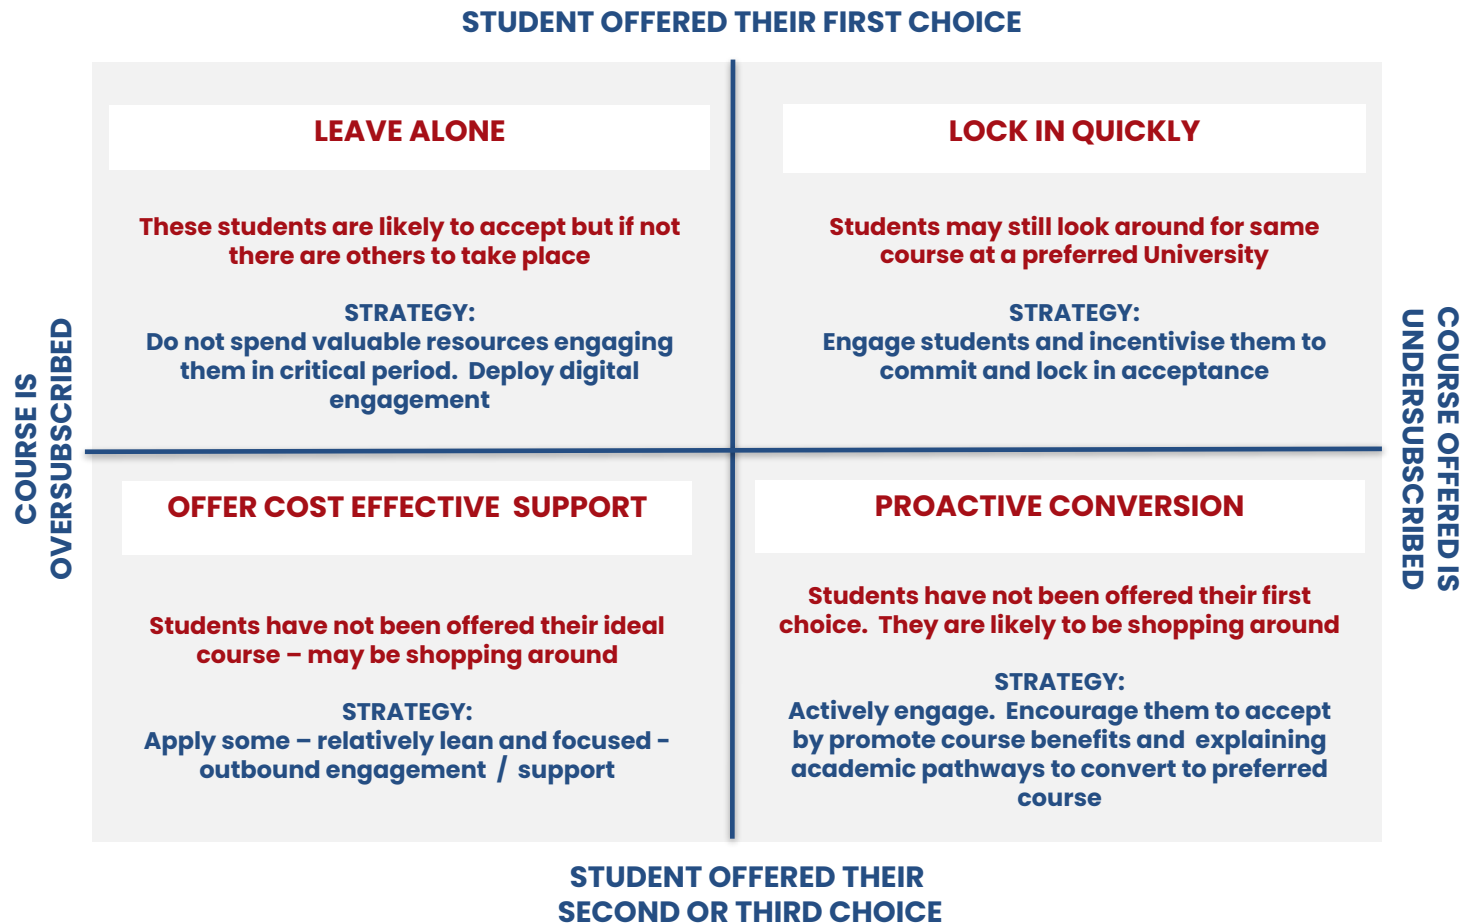 STUDENT OFFERED THEIR FIRST CHOICE
LEAVE ALONE
These students are likely to accept but if not
there are others to take place
STRATEGY:
Do not spend valuable resources engaging
them in critical period.  Deploy digital
engagement
LOCK IN QUICKLY
Students may still look around for same
course at a preferred University
STRATEGY:
Engage students and incentivise them to
commit and lock in acceptance
COURSE IS
OVERSUBSCRIBED
COURSE OFFERED IS
UNDERSUBSCRIBED
OFFER COST EFFECTIVE  SUPPORT
Students have not been offered their ideal
course – may be shopping around
STRATEGY:
Apply some – relatively lean and focused -
outbound engagement / support
PROACTIVE CONVERSION
Students have not been offered their first
choice.  They are likely to be shopping around
STRATEGY:
Actively engage.  Encourage them to accept
by promote course benefits and  explaining
academic pathways to convert to preferred
course
STUDENT OFFERED THEIR
SECOND OR THIRD CHOICE